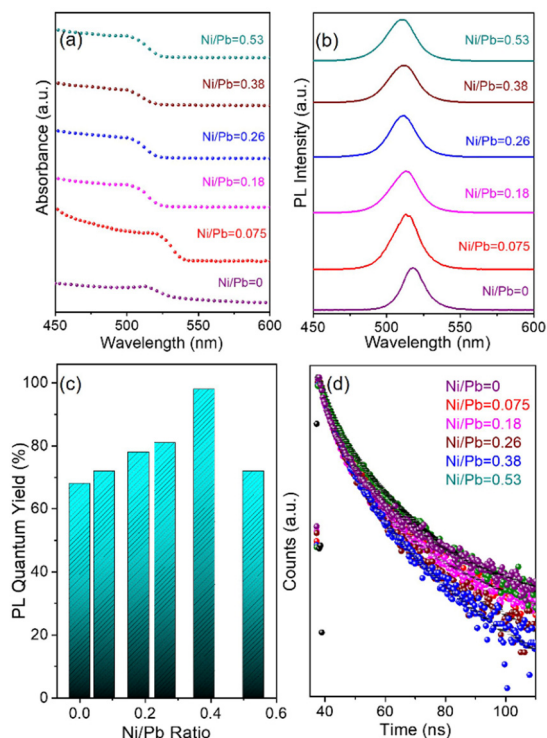 (a)
Ni/Pb=0.53
Ni/Pb=0.38
Ni/Pb=0.26
Ni/Pb=0.18
Ni/Pb=0.075
Ni/Pb=0
Absorbance (a.u.)
450 500 550 600
Wavelength (nm)
(b)
Ni/Pb=0.53
Ni/Pb=0.38
Ni/Pb=0.26
Ni/Pb=0.18
Ni/Pb=0.075
Ni/Pb=0
PL Intensity (a.u.)
450 500 550 600
Wavelength (nm)
(c)
100
80
60
40
20
0
PL Quantum Yield (%)
0.0 0.2 0.4 0.6
Ni/Pb Ratio
(d)
Ni/Pb=0
Ni/Pb=0.075
Ni/Pb=0.18
Ni/Pb=0.26
Ni/Pb=0.38
Ni/Pb=0.53
Counts (a.u.)
40 60 80 100
Time (ns)